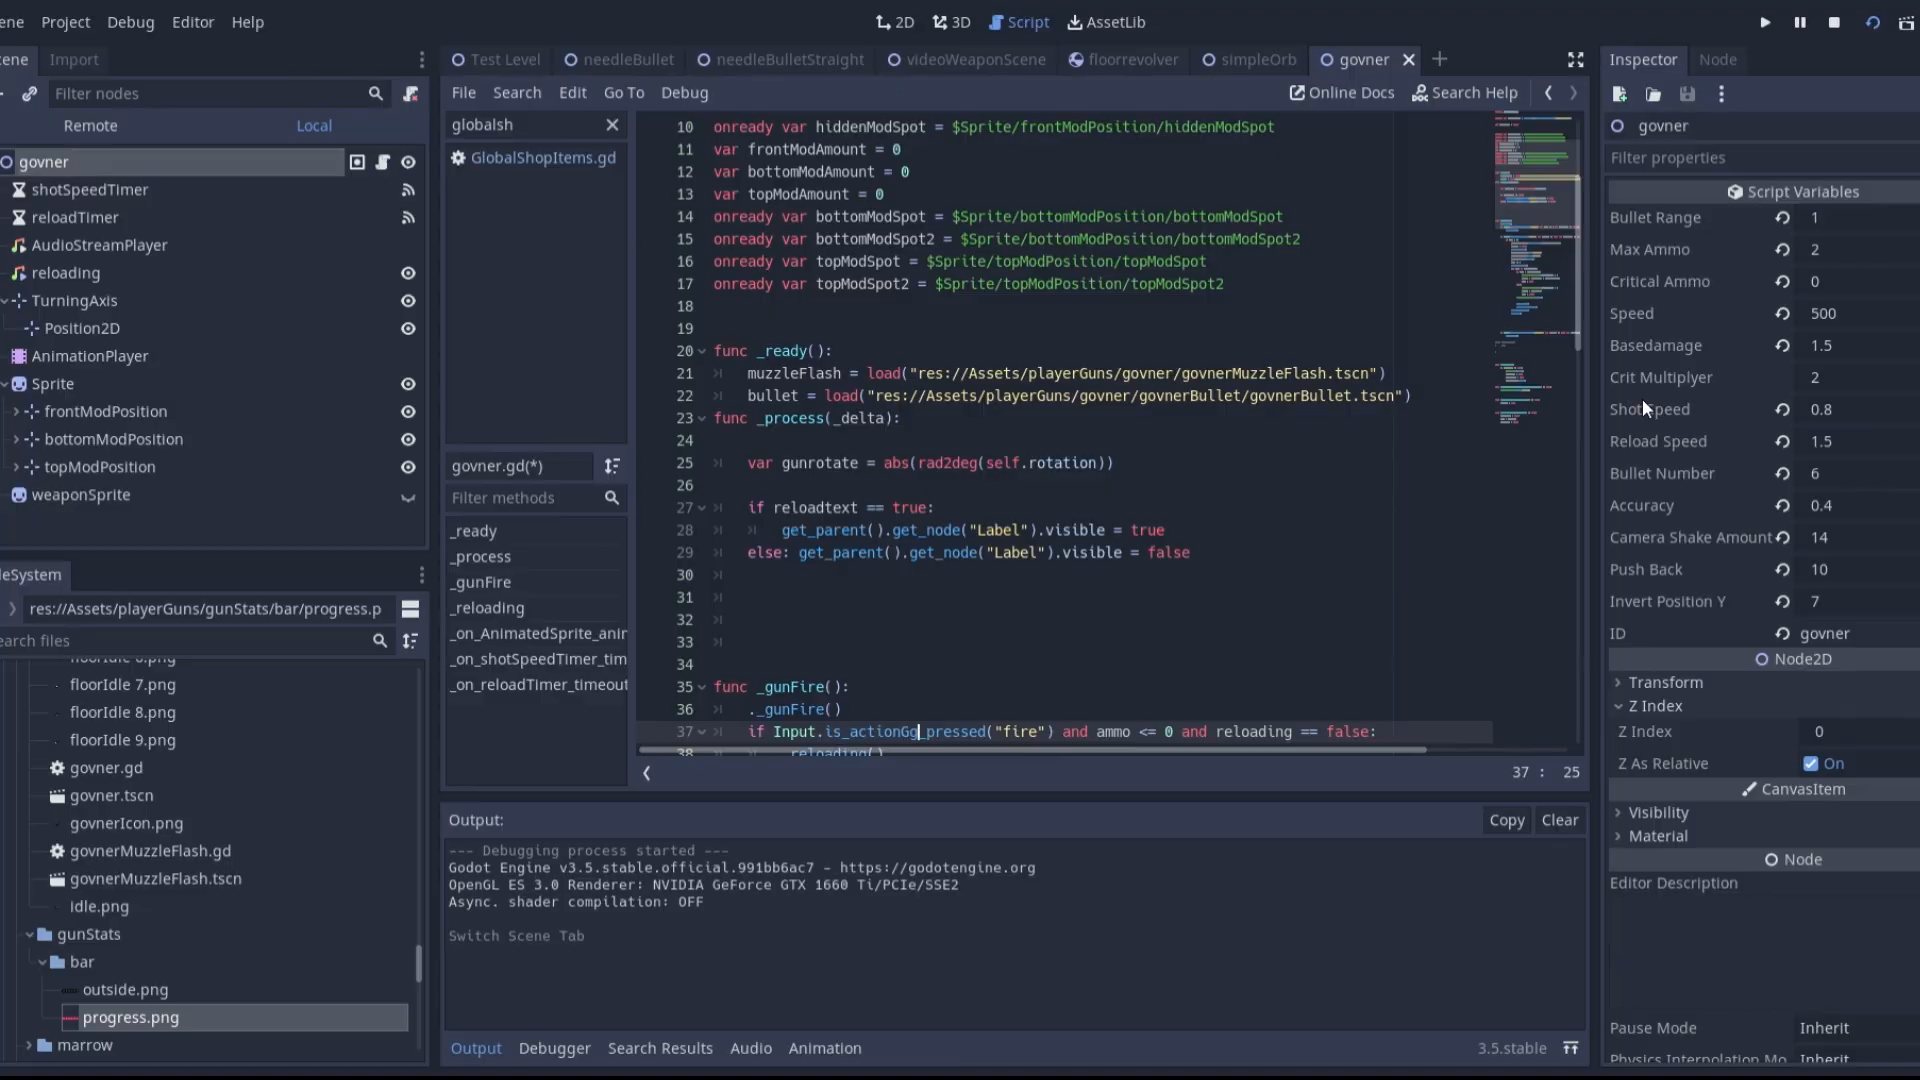 ene Project Debug Editor Help
2D 3D Script AssetLib
ene Import
Filter nodes
Remote Local
govner
shotSpeedTimer
reloadTimer
AudioStreamPlayer
reloading
TurningAxis
Position2D
AnimationPlayer
Sprite
frontModPosition
bottomModPosition
topModPosition
weaponSprite
leSystem
res://Assets/playerGuns/gunStats/bar/progress.p
earch files
floorIdle 7.png
floorIdle 8.png
floorIdle 9.png
govner.gd
govner.tscn
govnerIcon.png
govnerMuzzleFlash.gd
govnerMuzzleFlash.tscn
idle.png
gunStats
bar
outside.png
progress.png
marrow
Test Level needleBullet needleBulletStraight videoWeaponScene floorrevolver simpleOrb govner
File Search Edit Go To Debug
Online Docs Search Help
globalsh
GlobalShopItems.gd
govner.gd(*)
Filter methods
_ready
_process
_gunFire
_reloading
_on_AnimatedSprite_anin
_on_shotSpeedTimer_tim
_on_reloadTimer_timeout
10 onready var hiddenModSpot = $Sprite/frontModPosition/hiddenModSpot
11 var frontModAmount = 0
12 var bottomModAmount = 0
13 var topModAmount = 0
14 onready var bottomModSpot = $Sprite/bottomModPosition/bottomModSpot
15 onready var bottomModSpot2 = $Sprite/bottomModPosition/bottomModSpot2
16 onready var topModSpot = $Sprite/topModPosition/topModSpot
17 onready var topModSpot2 = $Sprite/topModPosition/topModSpot2
18
19
20 func _ready():
21 muzzleFlash = load("res://Assets/playerGuns/govner/govnerMuzzleFlash.tscn")
22 bullet = load("res://Assets/playerGuns/govner/govnerBullet/govnerBullet.tscn")
23 func _process(_delta):
24
25 var gunrotate = abs(rad2deg(self.rotation))
26
27 if reloadtext == true:
28 get_parent().get_node("Label").visible = true
29 else: get_parent().get_node("Label").visible = false
30
31
32
33
34
35 func _gunFire():
36 ._gunFire()
37 if Input.is_actionGg_pressed("fire") and ammo <= 0 and reloading == false:
38 reloading()
37 : 25
Output:
Copy Clear
--- Debugging process started ---
Godot Engine v3.5.stable.official.991bb6ac7 - https://godotengine.org
OpenGL ES 3.0 Renderer: NVIDIA GeForce GTX 1660 Ti/PCIe/SSE2
Async. shader compilation: OFF
Switch Scene Tab
Output Debugger Search Results Audio Animation
3.5.stable
Inspector Node
govner
Filter properties
Script Variables
Bullet Range 1
Max Ammo 2
Critical Ammo 0
Speed 500
Basedamage 1.5
Crit Multiplyer 2
Shot Speed 0.8
Reload Speed 1.5
Bullet Number 6
Accuracy 0.4
Camera Shake Amount 14
Push Back 10
Invert Position Y 7
ID govner
Node2D
Transform
Z Index
Z Index 0
Z As Relative On
CanvasItem
Visibility
Material
Node
Editor Description
Pause Mode Inherit
Physics Interpolation Mo Inherit